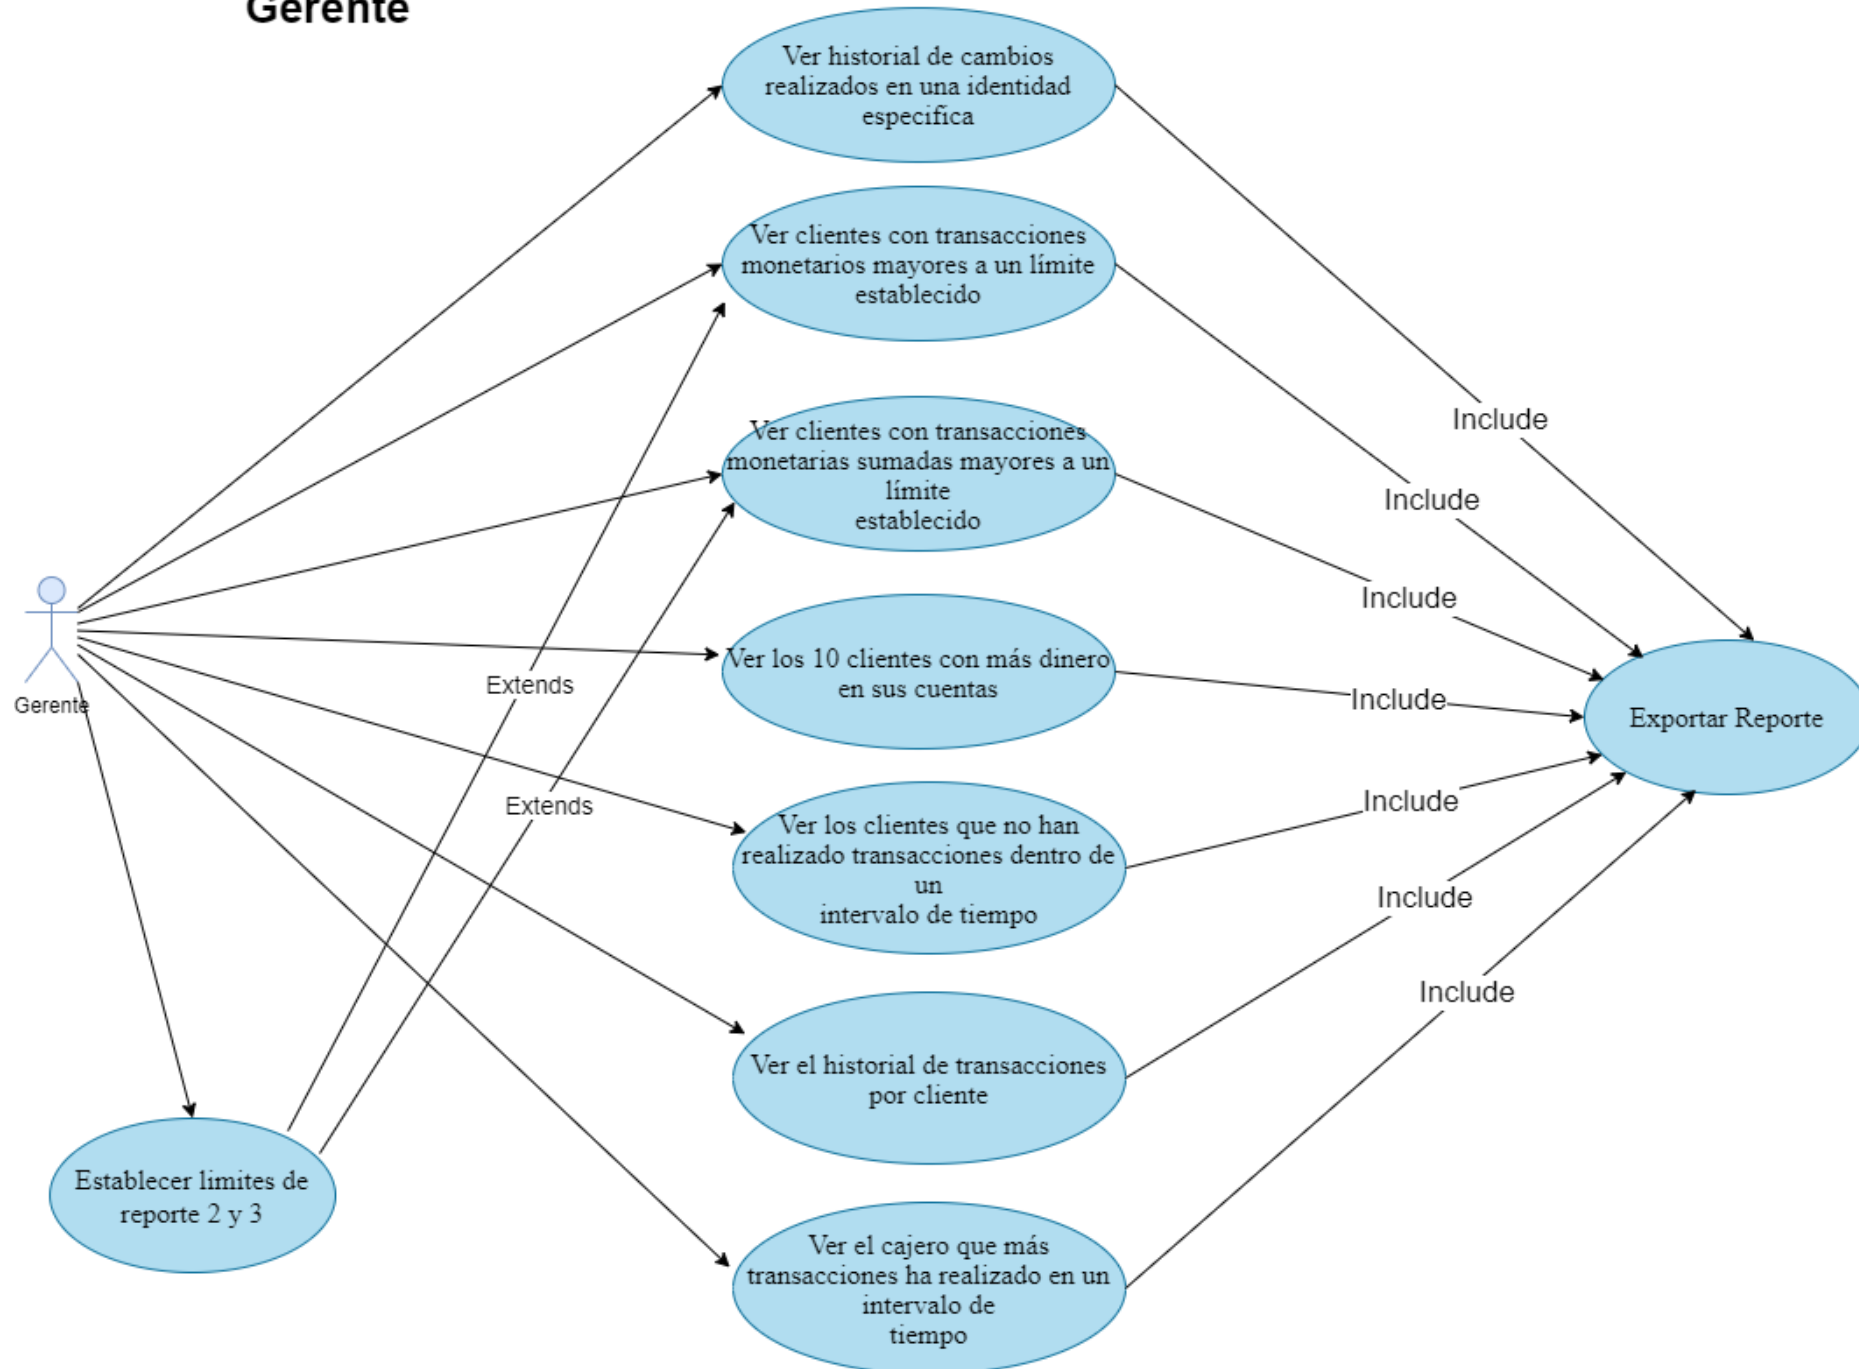 Gerente
Ver historial de cambios
realizados en una identidad
especifica
Ver clientes con transacciones
monetarios mayores a un límite
establecido
Ver clientes con transacciones
monetarias sumadas mayores a un
límite
establecido
Ver los 10 clientes con más dinero
en sus cuentas
Ver los clientes que no han
realizado transacciones dentro de
un
intervalo de tiempo
Ver el historial de transacciones
por cliente
Ver el cajero que más
transacciones ha realizado en un
intervalo de
tiempo
Gerente
Establecer limites de
reporte 2 y 3
Extends
Extends
Include
Include
Include
Include
Include
Include
Include
Exportar Reporte